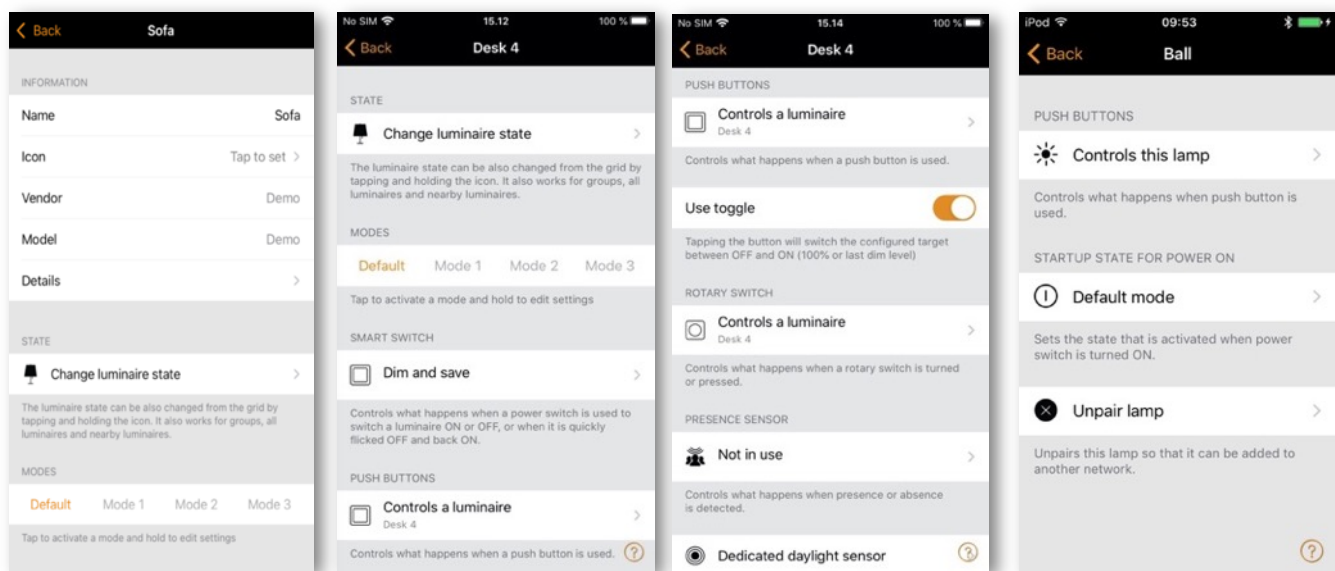 Back
Sofa
INFORMATION
Name Sofa
Icon Tap to set
Vendor Demo
Model Demo
Details
STATE
Change luminaire state
The luminaire state can be also changed from the grid by
tapping and holding the icon. It also works for groups, all
luminaires and nearby luminaires.
MODES
Default Mode 1 Mode 2 Mode 3
Tap to activate a mode and hold to edit settings
No SIM 15.12 100 %
Back Desk 4
STATE
Change luminaire state
The luminaire state can be also changed from the grid by
tapping and holding the icon. It also works for groups, all
luminaires and nearby luminaires.
MODES
Default Mode 1 Mode 2 Mode 3
Tap to activate a mode and hold to edit settings
SMART SWITCH
Dim and save
Controls what happens when a power switch is used to
switch a luminaire ON or OFF, or when it is quickly
flicked OFF and back ON.
PUSH BUTTONS
Controls a luminaire
Desk 4
Controls what happens when a push button is used. ?
No SIM 15.14 100 %
Back Desk 4
PUSH BUTTONS
Controls a luminaire
Desk 4
Controls what happens when a push button is used.
Use toggle
Tapping the button will switch the configured target
between OFF and ON (100% or last dim level)
ROTARY SWITCH
Controls a luminaire
Desk 4
Controls what happens when a rotary switch is turned
or pressed.
PRESENCE SENSOR
Not in use
Controls what happens when presence or absence
is detected.
Dedicated daylight sensor ?
iPod 09:53
Back Ball
PUSH BUTTONS
Controls this lamp
Controls what happens when push button is
used.
STARTUP STATE FOR POWER ON
Default mode
Sets the state that is activated when power
switch is turned ON.
Unpair lamp
Unpairs this lamp so that it can be added to
another network.
?